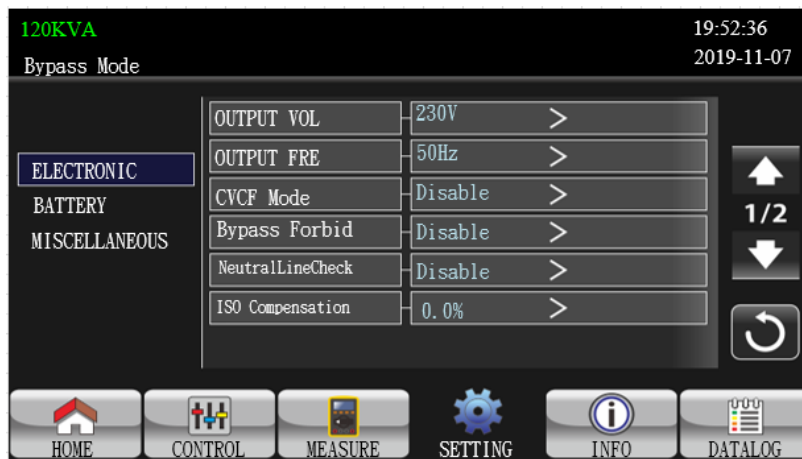 120KVA
19:52:36
Bypass Mode
2019-11-07
ELECTRONIC
BATTERY
MISCELLANEOUS
OUTPUT VOL 230V >
OUTPUT FRE 50Hz >
CVCF Mode Disable >
Bypass Forbid Disable >
NeutralLineCheck Disable >
ISO Compensation 0.0% >
1/2
HOME CONTROL MEASURE SETTING INFO DATALOG